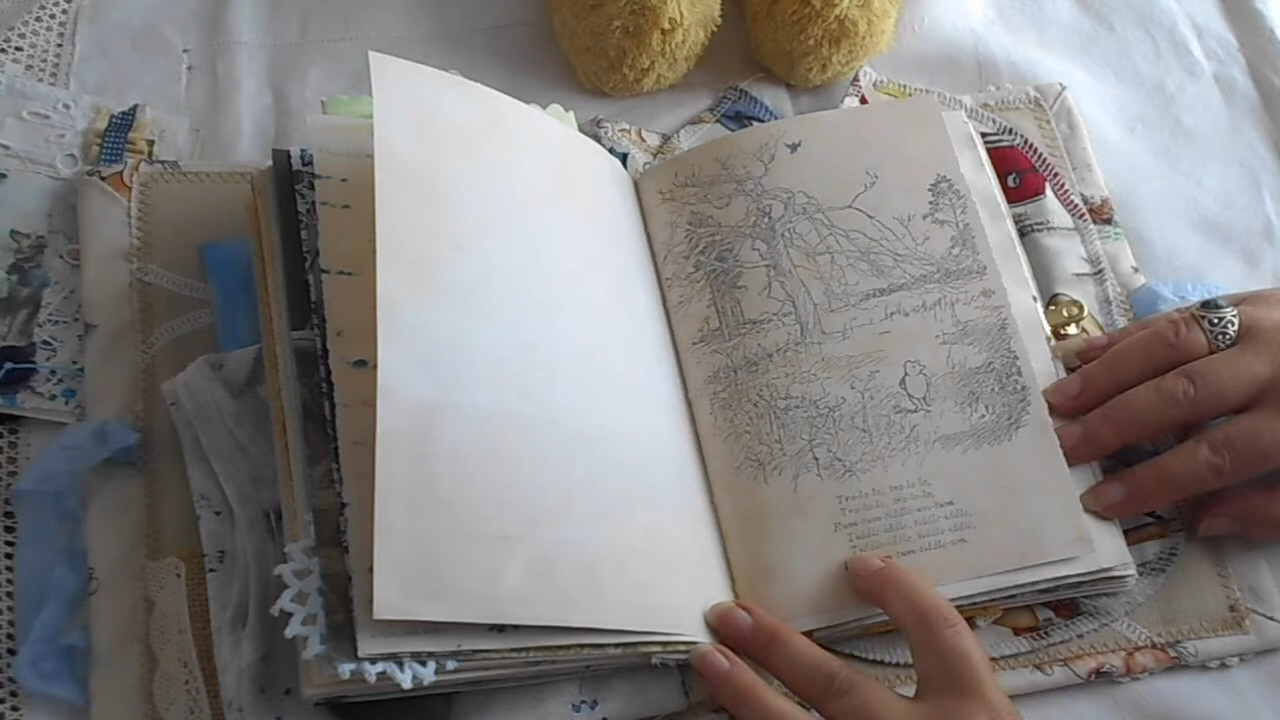 Tra-la-la, tra-la-la,
Tra-la-la, tra-la-la,
Rum-tum-tiddle-um-tum.
Tiddle-iddle, tiddle-iddle,
Tiddle-iddle, tiddle-iddle,
tum-tiddle-um.